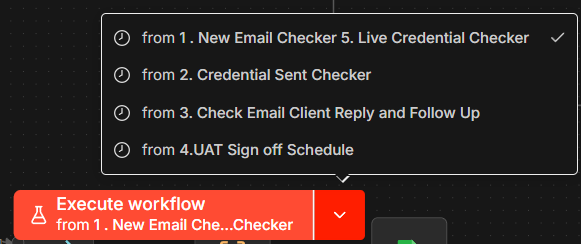 from 1 . New Email Checker 5. Live Credential Checker
from 2. Credential Sent Checker
from 3. Check Email Client Reply and Follow Up
from 4.UAT Sign off Schedule
Execute workflow
from 1 . New Email Che...Checker